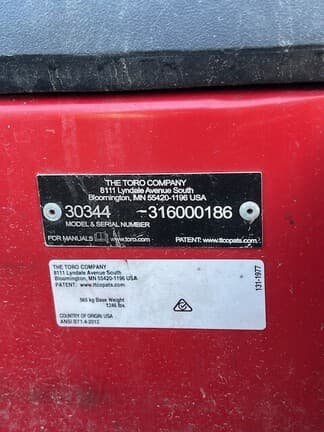 THE TORO COMPANY
8111 Lyndale Avenue South
Bloomington, MN 55420-1196 USA
30344 -316000186
MODEL & SERIAL NUMBER
FOR MANUALS www.toro.com PATENT: www.ttcopats.com
THE TORO COMPANY
8111 Lyndale Avenue South
Bloomington, MN 55420-1196 USA
PATENT: www.ttcopats.com
565 kg Base Weight
1246 lbs.
COUNTRY OF ORIGIN: USA
ANSI B71.4-2012
131-1977